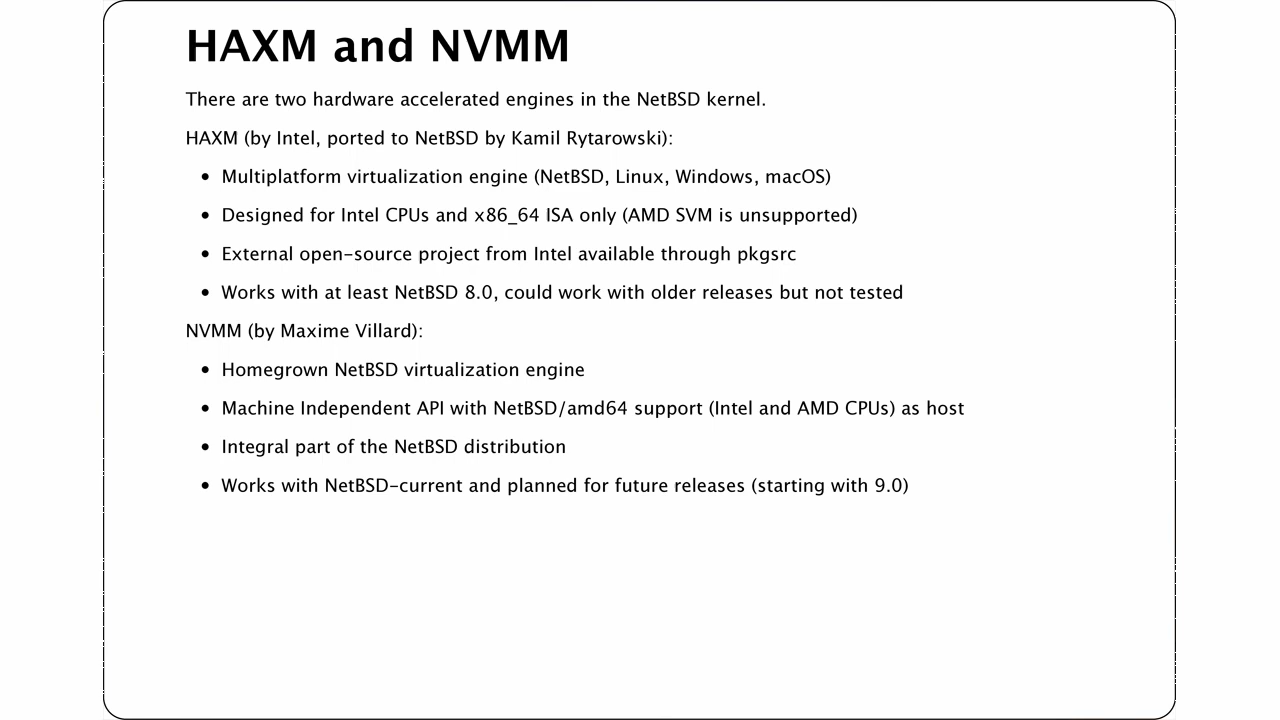 HAXM and NVMM
There are two hardware accelerated engines in the NetBSD kernel.
HAXM (by Intel, ported to NetBSD by Kamil Rytarowski):
• Multiplatform virtualization engine (NetBSD, Linux, Windows, macOS)
• Designed for Intel CPUs and x86_64 ISA only (AMD SVM is unsupported)
• External open-source project from Intel available through pkgsrc
• Works with at least NetBSD 8.0, could work with older releases but not tested
NVMM (by Maxime Villard):
• Homegrown NetBSD virtualization engine
• Machine Independent API with NetBSD/amd64 support (Intel and AMD CPUs) as host
• Integral part of the NetBSD distribution
• Works with NetBSD-current and planned for future releases (starting with 9.0)